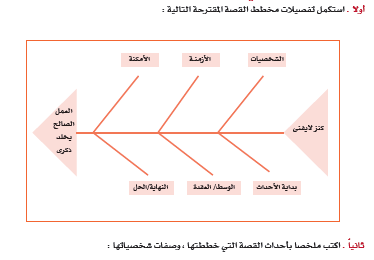 أولا . استكمل تفصيلات مخطط القصة المقترحة التالية :
الشخصيات
الأزمنة
الأمكنة
كنز لايفنى
العمل
الصالح
يخلد
ذكرى
بداية الأحداث
الوسط/ العقدة
النهاية/الحل
ثانياً . اكتب ملخصا بأحداث القصة التي خططتها ، وصفات شخصياتها :